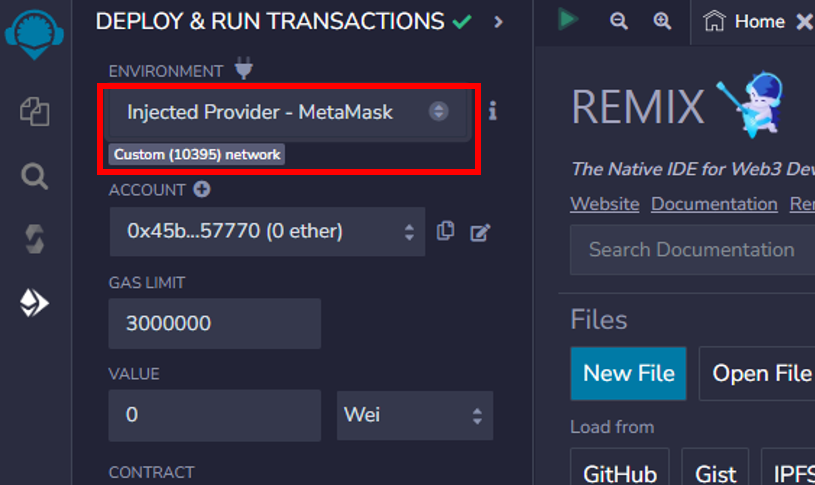 DEPLOY & RUN TRANSACTIONS
ENVIRONMENT
Injected Provider - MetaMask
Custom (10395) network
ACCOUNT
0x45b...57770 (0 ether)
GAS LIMIT
3000000
VALUE
0
Wei
CONTRACT
Home
REMIX
The Native IDE for Web3 Dev
Website Documentation Re
Search Documentation
Files
New File
Open File
Load from
GitHub
Gist
IPFS